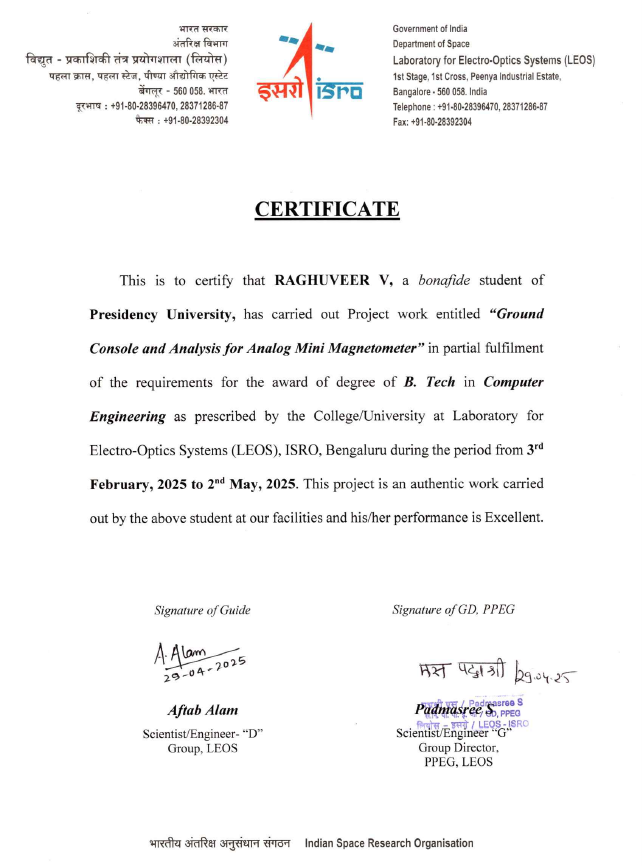 भारत सरकार
अंतरिक्ष विभाग
विद्युत - प्रकाशिकी तंत्र प्रयोगशाला (लियोस)
पहला क्रास, पहला स्टेज, पीण्या औद्योगिक एस्टेट
बेंगलूर - 560 058. भारत
दूरभाष : +91-80-28396470, 28371286-87
फैक्स : +91-80-28392304
इसरो isro
Government of India
Department of Space
Laboratory for Electro-Optics Systems (LEOS)
1st Stage, 1st Cross, Peenya Industrial Estate,
Bangalore - 560 058. India
Telephone : +91-80-28396470, 28371286-87
Fax: +91-80-28392304
CERTIFICATE
This is to certify that RAGHUVEER V, a bonafide student of
Presidency University, has carried out Project work entitled “Ground
Console and Analysis for Analog Mini Magnetometer” in partial fulfilment
of the requirements for the award of degree of B. Tech in Computer
Engineering as prescribed by the College/University at Laboratory for
Electro-Optics Systems (LEOS), ISRO, Bengaluru during the period from 3rd
February, 2025 to 2nd May, 2025. This project is an authentic work carried
out by the above student at our facilities and his/her performance is Excellent.
Signature of Guide
A. Alam
29-04-2025
Aftab Alam
Scientist/Engineer- “D”
Group, LEOS
Signature of GD, PPEG
एस पद्मश्री 29.04.25
/ Padmasree S
/ GD, PPEG
लियोस - इसरो / LEOS - ISRO
Padmasree S
Scientist/Engineer “G”
Group Director,
PPEG, LEOS
भारतीय अंतरिक्ष अनुसंधान संगठन Indian Space Research Organisation